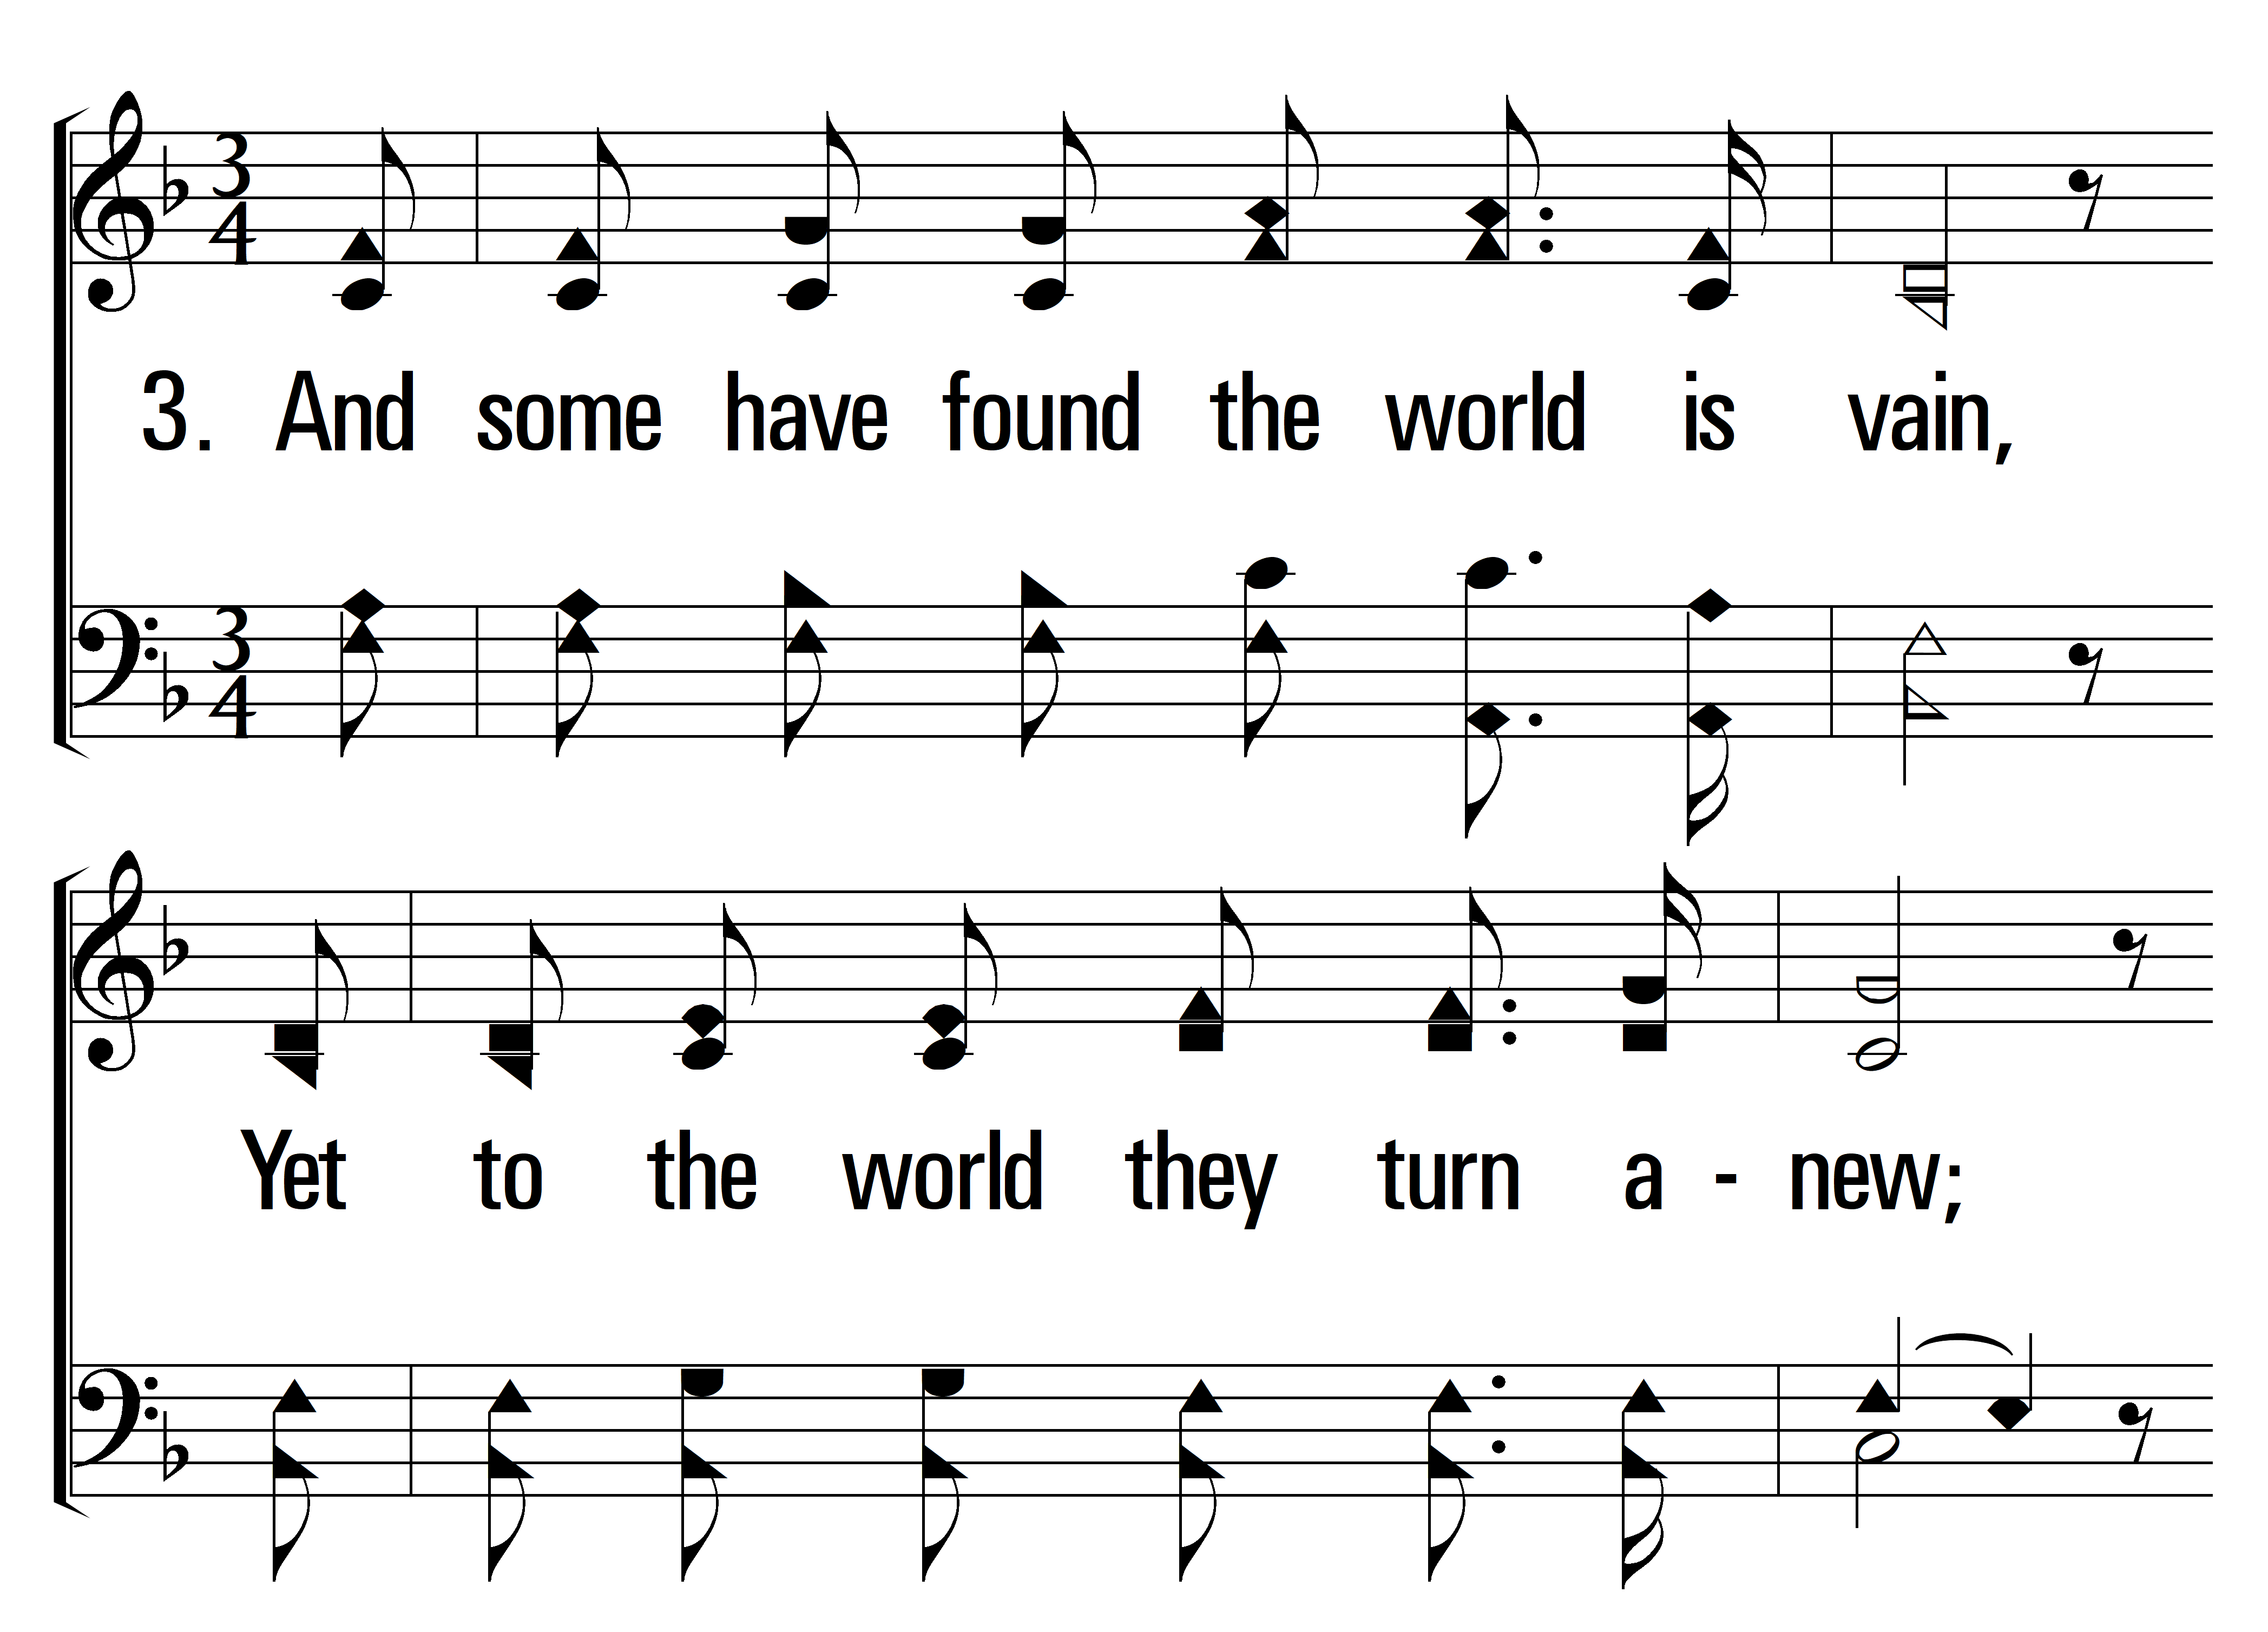 3. And some have found the world is vain,
Yet to the world they turn a - new;